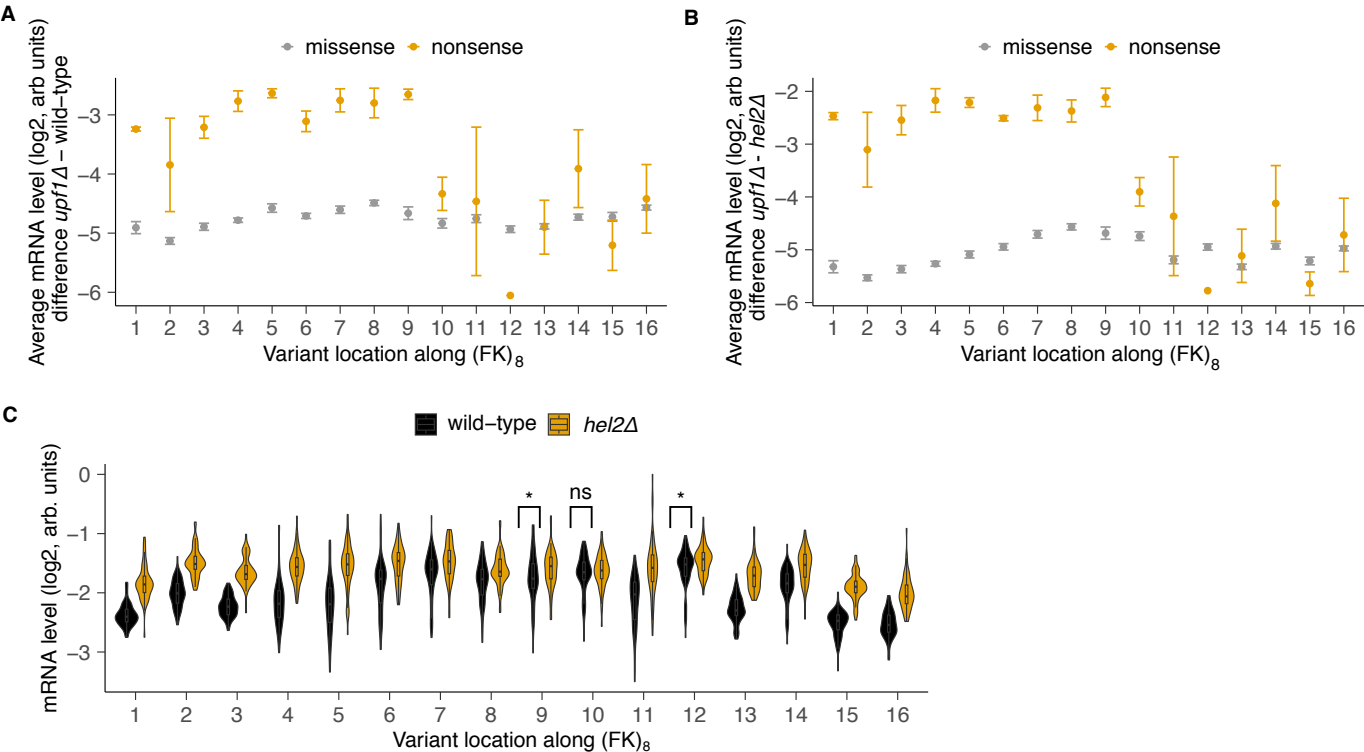 A
missense nonsense
Average mRNA level (log2, arb units)
difference upf1Δ – wild–type
−3
−4
−5
−6
1 2 3 4 5 6 7 8 9 10 11 12 13 14 15 16
Variant location along (FK)8
B
missense nonsense
Average mRNA level (log2, arb units)
difference upf1Δ - hel2Δ
−2
−3
−4
−5
−6
1 2 3 4 5 6 7 8 9 10 11 12 13 14 15 16
Variant location along (FK)8
C
wild–type hel2Δ
mRNA level (log2, arb. units)
0
−1
−2
−3
* ns *
1 2 3 4 5 6 7 8 9 10 11 12 13 14 15 16
Variant location along (FK)8